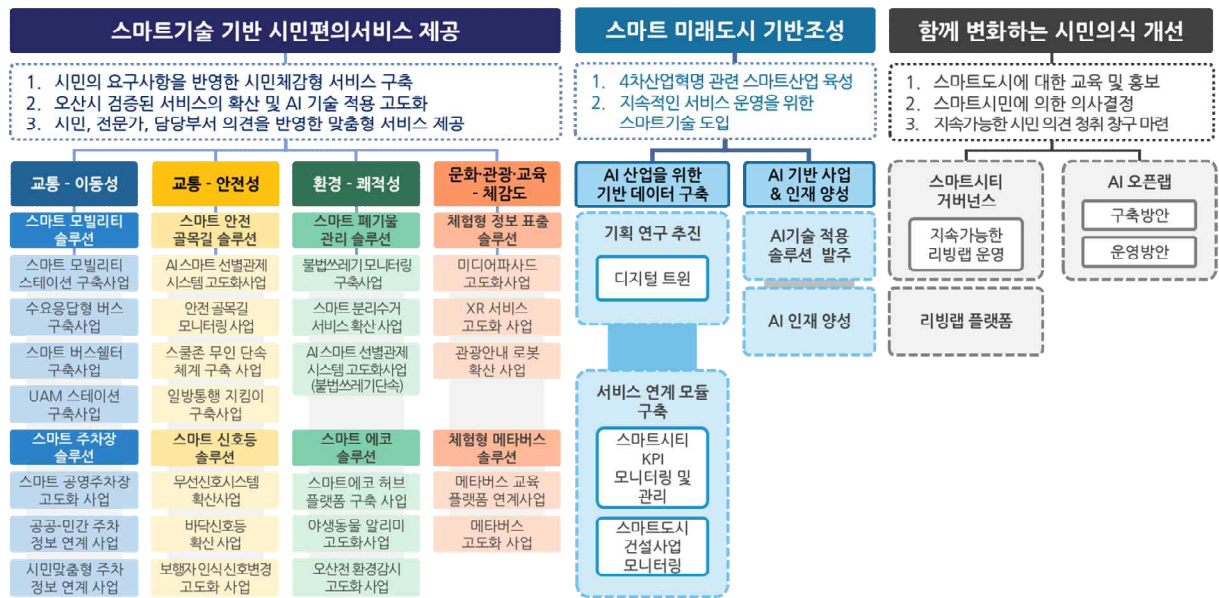 스마트기술 기반 시민편의서비스 제공
1. 시민의 요구사항을 반영한 시민체감형 서비스 구축
2. 오산시 검증된 서비스의 확산 및 AI 기술 적용 고도화
3. 시민, 전문가, 담당부서 의견을 반영한 맞춤형 서비스 제공
교통 - 이동성
스마트 모빌리티
솔루션
스마트 모빌리티
스테이션 구축사업
수요응답형 버스
구축사업
스마트 버스쉘터
구축사업
UAM 스테이션
구축사업
스마트 주차장
솔루션
스마트 공영주차장
고도화 사업
공공-민간 주차
정보 연계 사업
시민맞춤형 주차
정보 연계 사업
교통 - 안전성
스마트 안전
골목길 솔루션
AI 스마트 선별관제
시스템 고도화사업
안전 골목길
모니터링 사업
스쿨존 무인 단속
체계 구축 사업
일방통행 지킴이
구축사업
스마트 신호등
솔루션
무선신호시스템
확산사업
바닥신호등
확산 사업
보행자 인식 신호변경
고도화 사업
환경 - 쾌적성
스마트 폐기물
관리 솔루션
불법쓰레기 모니터링
구축사업
스마트 분리수거
서비스 확산 사업
AI 스마트 선별관제
시스템 고도화사업
(불법쓰레기단속)
스마트 에코
솔루션
스마트에코 허브
플랫폼 구축 사업
야생동물 알리미
고도화사업
오산천 환경감시
고도화 사업
문화·관광·교육
- 체감도
체험형 정보 표출
솔루션
미디어파사드
고도화사업
XR 서비스
고도화 사업
관광안내 로봇
확산 사업
체험형 메타버스
솔루션
메타버스 교육
플랫폼 연계사업
메타버스
고도화 사업
스마트 미래도시 기반조성
1. 4차산업혁명 관련 스마트산업 육성
2. 지속적인 서비스 운영을 위한
스마트기술 도입
AI 산업을 위한
기반 데이터 구축
기획 연구 추진
디지털 트윈
서비스 연계 모듈
구축
스마트시티
KPI
모니터링 및
관리
스마트도시
건설사업
모니터링
AI 기반 사업
& 인재 양성
AI기술 적용
솔루션 발주
AI 인재 양성
함께 변화하는 시민의식 개선
1. 스마트도시에 대한 교육 및 홍보
2. 스마트시민에 의한 의사결정
3. 지속가능한 시민 의견 청취 창구 마련
스마트시티
거버넌스
지속가능한
리빙랩 운영
리빙랩 플랫폼
AI 오픈랩
구축방안
운영방안